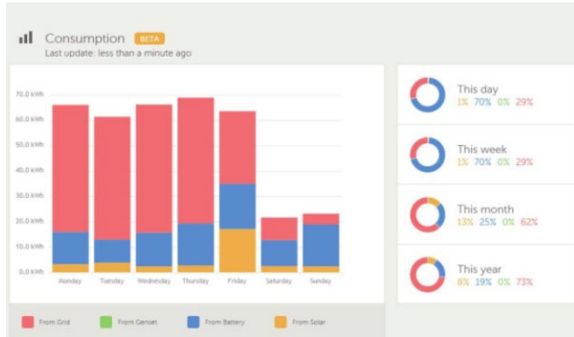 Consumption BETA
Last update: less than a minute ago
70.0 kWh
60.0 kWh
50.0 kWh
40.0 kWh
30.0 kWh
20.0 kWh
10.0 kWh
0.0 kWh
Monday Tuesday Wednesday Thursday Friday Saturday Sunday
From Grid From Genset From Battery From Solar
This day
1% 70% 0% 29%
This week
1% 70% 0% 29%
This month
13% 25% 0% 62%
This year
8% 19% 0% 73%